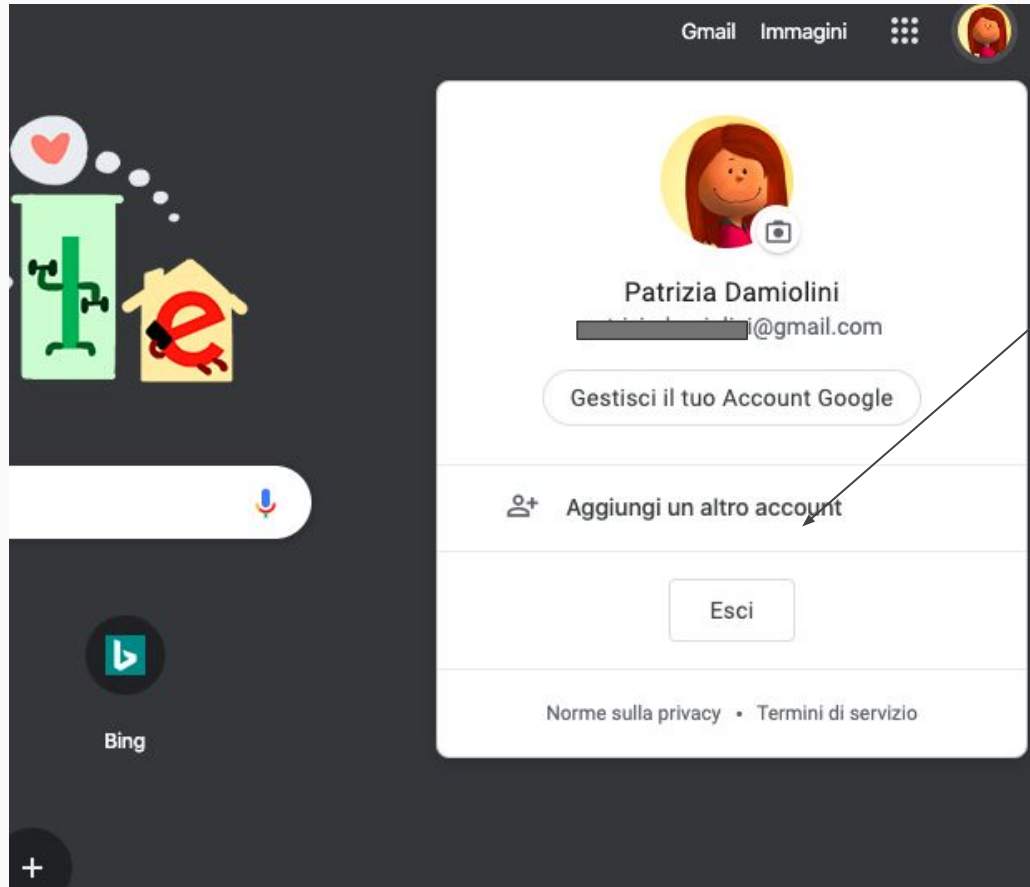 Gmail Immagini
Patrizia Damiolini
@gmail.com
Gestisci il tuo Account Google
Aggiungi un altro account
Esci
Norme sulla privacy • Termini di servizio
e
b
Bing
+